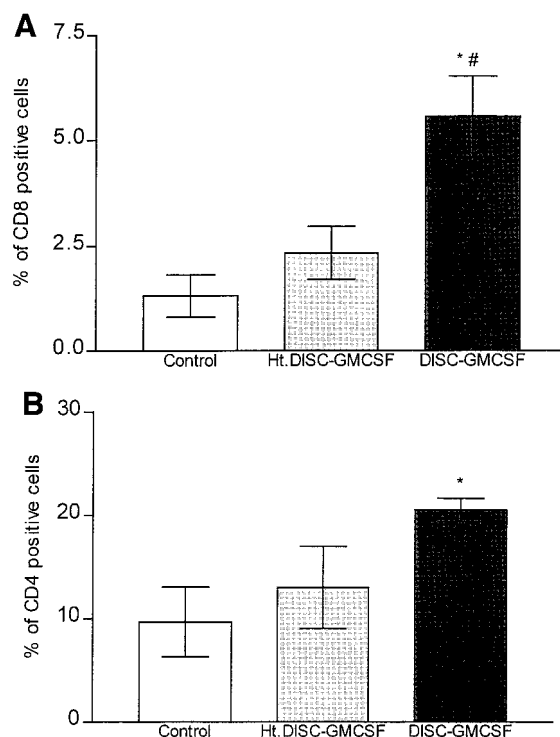 A
7.5
* #
5.0
% of CD8 positive cells
2.5
0.0
Control Ht.DISC-GMCSF DISC-GMCSF
B
30
*
20
% of CD4 positive cells
10
0
Control Ht.DISC-GMCSF DISC-GMCSF